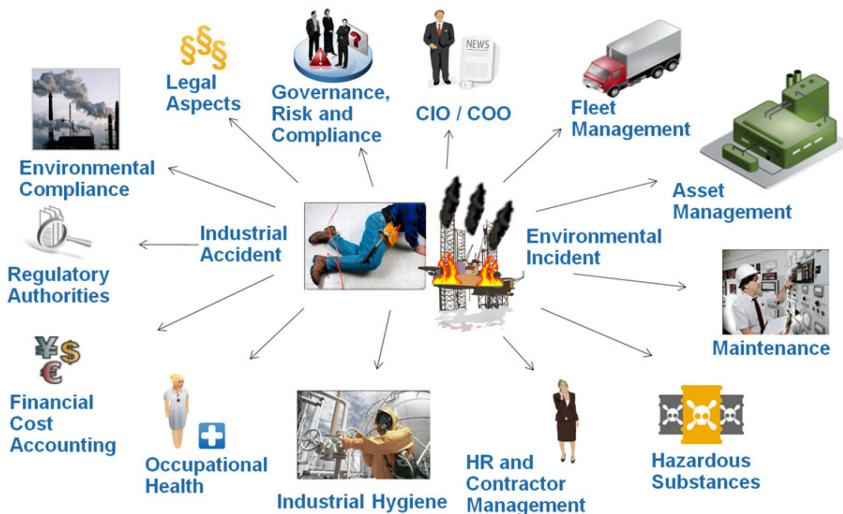 NEWS
Legal
Aspects
Governance,
Risk and
Compliance
CIO / COO
Fleet
Management
Environmental
Compliance
Asset
Management
Industrial
Accident
Environmental
Incident
Regulatory
Authorities
Maintenance
Financial
Cost
Accounting
Occupational
Health
Industrial Hygiene
HR and
Contractor
Management
Hazardous
Substances